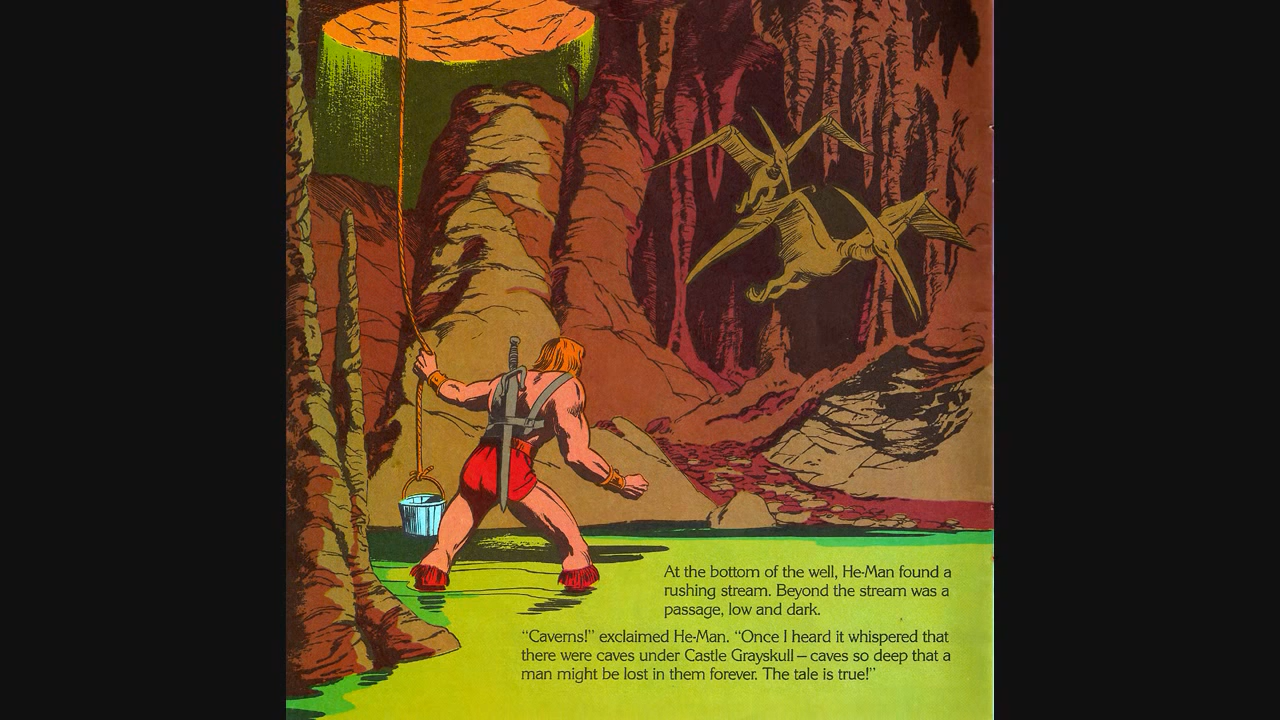 At the bottom of the well, He-Man found a
rushing stream. Beyond the stream was a
passage, low and dark.
“Caverns!” exclaimed He-Man. “Once I heard it whispered that
there were caves under Castle Grayskull — caves so deep that a
man might be lost in them forever. The tale is true!”